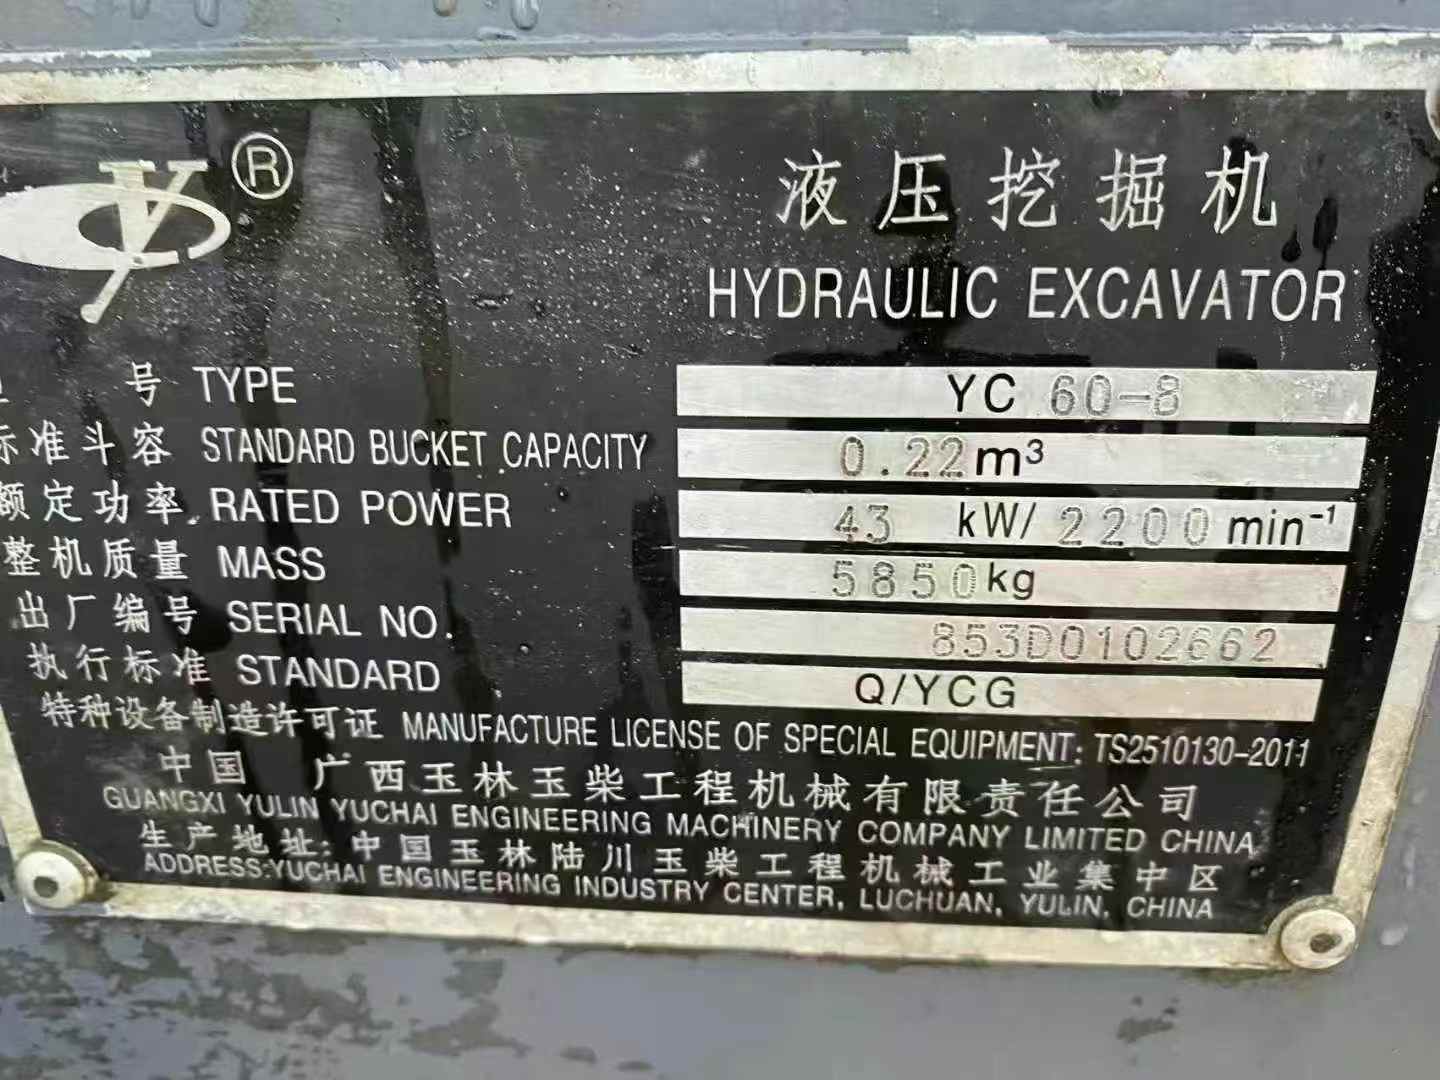 ®
液压挖掘机
HYDRAULIC EXCAVATOR
号 TYPE YC 60-8
标准斗容 STANDARD BUCKET CAPACITY 0.22m³
额定功率 RATED POWER 43 kW/ 2200 min⁻¹
整机质量 MASS 5850kg
出厂编号 SERIAL NO. 853D0102662
执行标准 STANDARD Q/YCG
特种设备制造许可证 MANUFACTURE LICENSE OF SPECIAL EQUIPMENT: TS2510130-2011
中国 广西玉林玉柴工程机械有限责任公司
GUANGXI YULIN YUCHAI ENGINEERING MACHINERY COMPANY LIMITED CHINA
生产地址:中国玉林陆川玉柴工程机械工业集中区
ADDRESS:YUCHAI ENGINEERING INDUSTRY CENTER, LUCHUAN, YULIN, CHINA